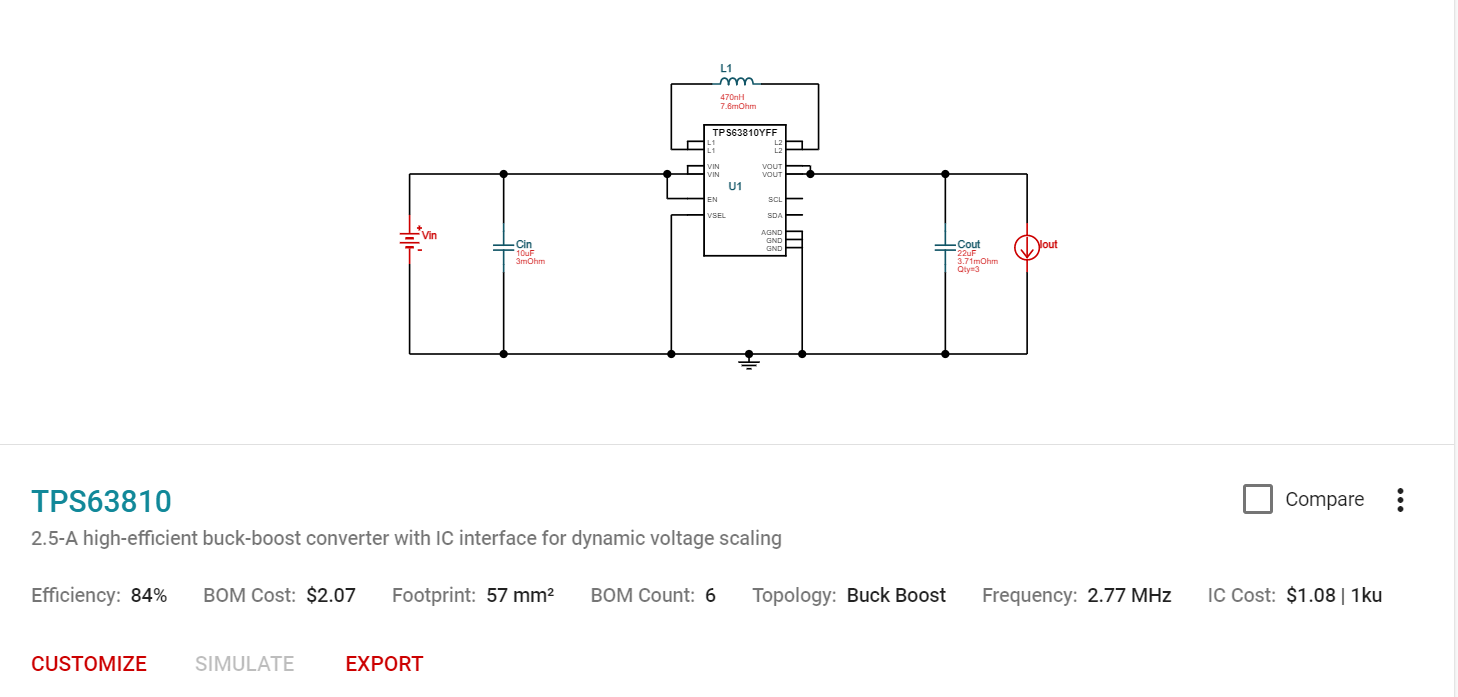 L1
470nH
7.6mOhm
TPS63810YFF
L1 L2
L1 L2
VIN VOUT
VIN VOUT
U1
EN SCL
VSEL SDA
AGND
GND
GND
+
Vin
-
Cin
10uF
3mOhm
Cout
22uF
3.71mOhm
Qty=3
Iout
TPS63810
Compare
2.5-A high-efficient buck-boost converter with IC interface for dynamic voltage scaling
Efficiency: 84% BOM Cost: $2.07 Footprint: 57 mm² BOM Count: 6 Topology: Buck Boost Frequency: 2.77 MHz IC Cost: $1.08 | 1ku
CUSTOMIZE SIMULATE EXPORT